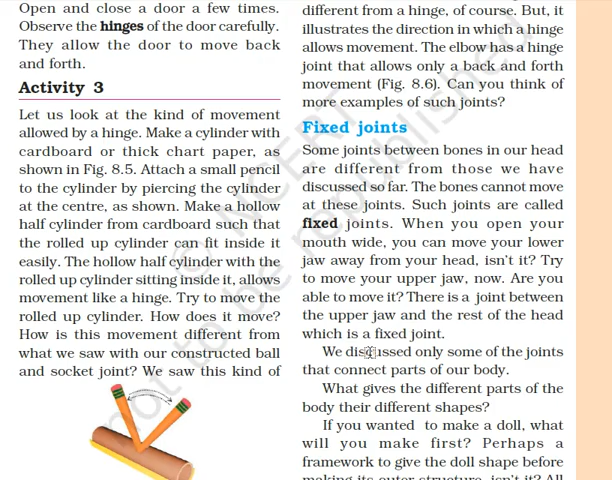 Open and close a door a few times.
Observe the hinges of the door carefully.
They allow the door to move back
and forth.
Activity 3
Let us look at the kind of movement
allowed by a hinge. Make a cylinder with
cardboard or thick chart paper, as
shown in Fig. 8.5. Attach a small pencil
to the cylinder by piercing the cylinder
at the centre, as shown. Make a hollow
half cylinder from cardboard such that
the rolled up cylinder can fit inside it
easily. The hollow half cylinder with the
rolled up cylinder sitting inside it, allows
movement like a hinge. Try to move the
rolled up cylinder. How does it move?
How is this movement different from
what we saw with our constructed ball
and socket joint? We saw this kind of
different from a hinge, of course. But, it
illustrates the direction in which a hinge
allows movement. The elbow has a hinge
joint that allows only a back and forth
movement (Fig. 8.6). Can you think of
more examples of such joints?
Fixed joints
Some joints between bones in our head
are different from those we have
discussed so far. The bones cannot move
at these joints. Such joints are called
fixed joints. When you open your
mouth wide, you can move your lower
jaw away from your head, isn't it? Try
to move your upper jaw, now. Are you
able to move it? There is a joint between
the upper jaw and the rest of the head
which is a fixed joint.
We discussed only some of the joints
that connect parts of our body.
What gives the different parts of the
body their different shapes?
If you wanted to make a doll, what
will you make first? Perhaps a
framework to give the doll shape before
making its outer structure, isn't it? All
© NCERT
not to be republished